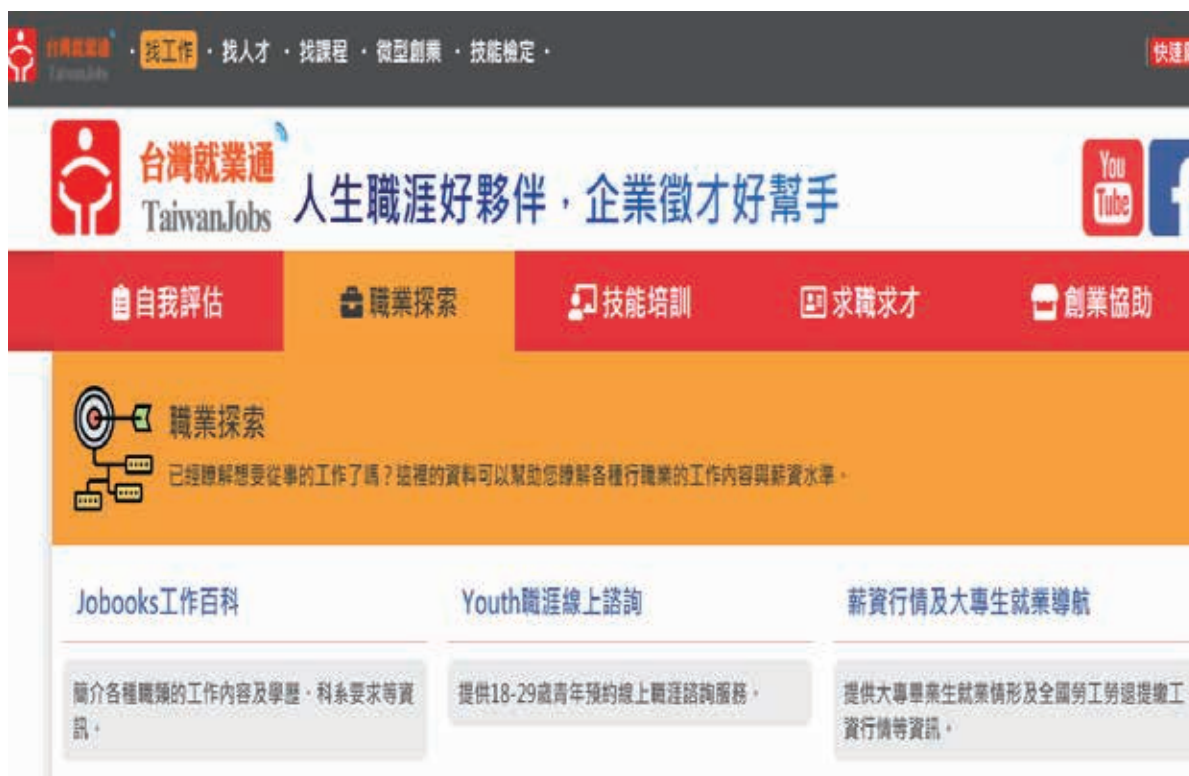 台灣就業通 ・找工作 ・找人才 ・找課程 ・微型創業 ・技能檢定 ・
快速
台灣就業通
TaiwanJobs
人生職涯好夥伴,企業徵才好幫手
You
Tube
自我評估 職業探索 技能培訓 求職求才 創業協助
職業探索
已經瞭解想要從事的工作了嗎?這裡的資料可以幫助您瞭解各種行職業的工作內容與薪資水準。
Jobooks工作百科
簡介各種職類的工作內容及學歷、科系要求等資
訊。
Youth職涯線上諮詢
提供18-29歲青年預約線上職涯諮詢服務。
薪資行情及大專生就業導航
提供大專畢業生就業情形及全國勞工勞退提繳工
資行情等資訊。